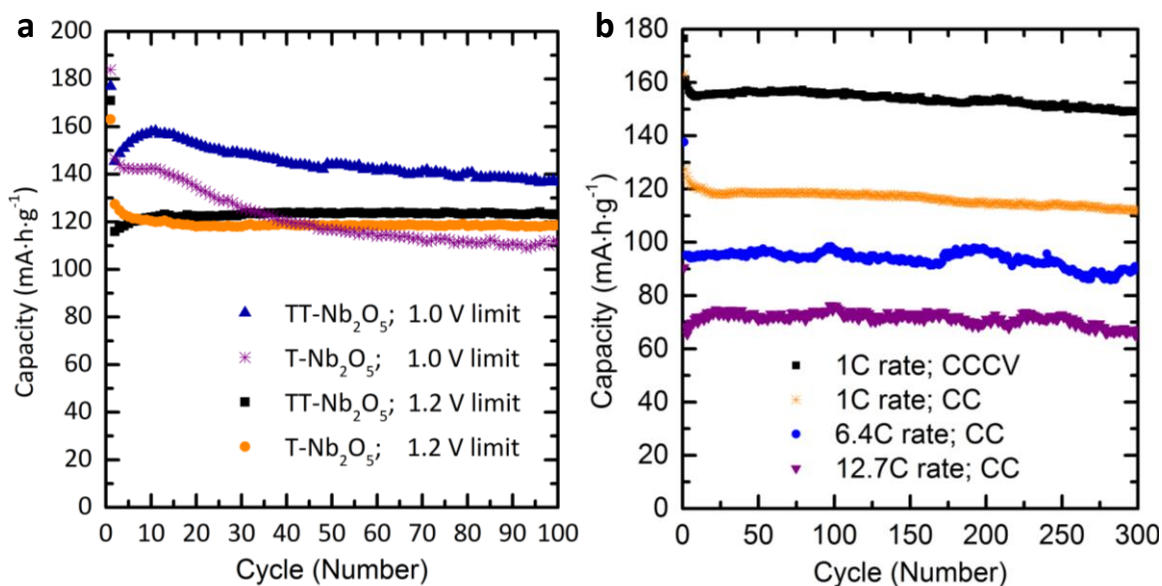 a
200
180
160
140
120
100
80
60
40
20
0
Capacity (mA·h·g⁻¹)
TT-Nb₂O₅; 1.0 V limit
T-Nb₂O₅; 1.0 V limit
TT-Nb₂O₅; 1.2 V limit
T-Nb₂O₅; 1.2 V limit
0 10 20 30 40 50 60 70 80 90 100
Cycle (Number)
b
180
160
140
120
100
80
60
40
20
0
Capacity (mA·h·g⁻¹)
1C rate; CCCV
1C rate; CC
6.4C rate; CC
12.7C rate; CC
0 50 100 150 200 250 300
Cycle (Number)